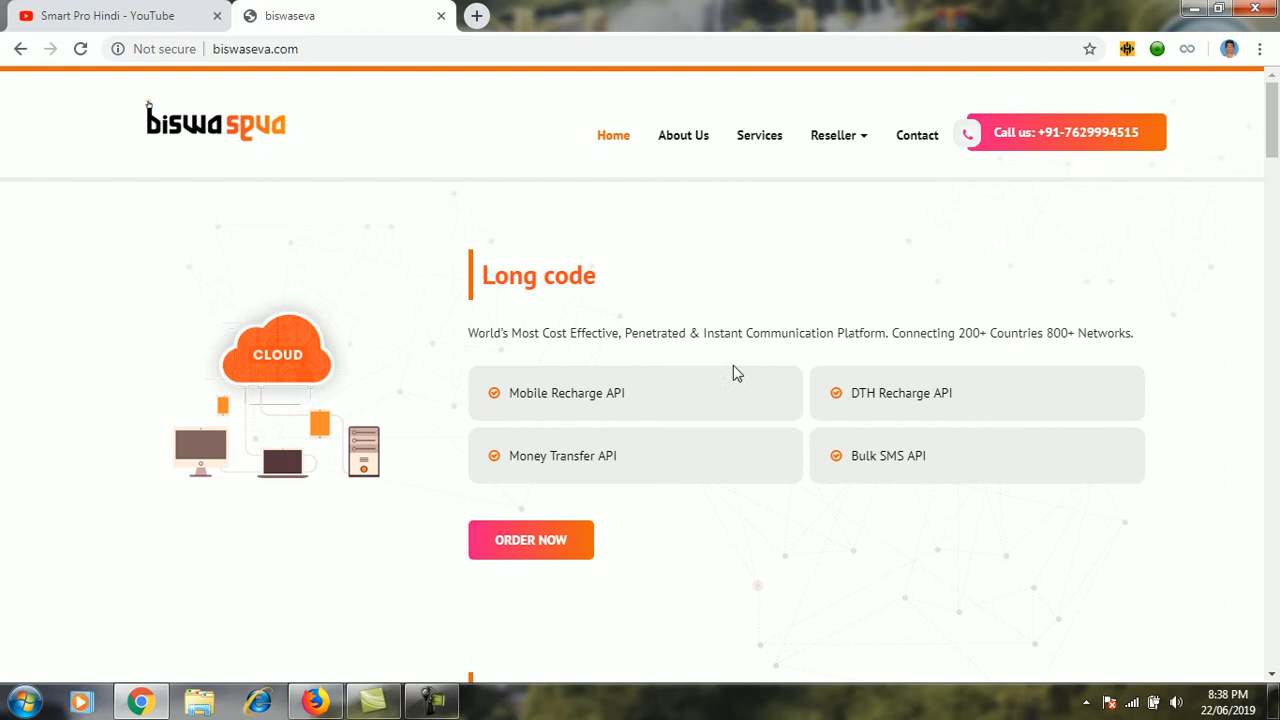 Smart Pro Hindi - YouTube
biswaseva
Not secure
biswaseva.com
biswaseva
Home
About Us
Services
Reseller
Contact
Call us: +91-7629994515
Long code
World's Most Cost Effective, Penetrated & Instant Communication Platform. Connecting 200+ Countries 800+ Networks.
CLOUD
Mobile Recharge API
DTH Recharge API
Money Transfer API
Bulk SMS API
ORDER NOW
8:38 PM
22/06/2019